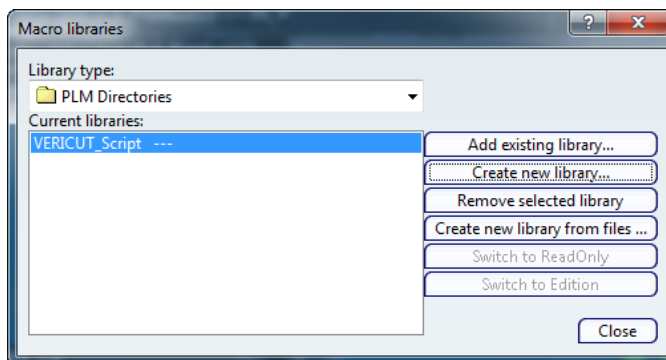 Macro libraries
?
X
Library type:
PLM Directories
Current libraries:
VERICUT_Script ---
Add existing library...
Create new library...
Remove selected library
Create new library from files ...
Switch to ReadOnly
Switch to Edition
Close